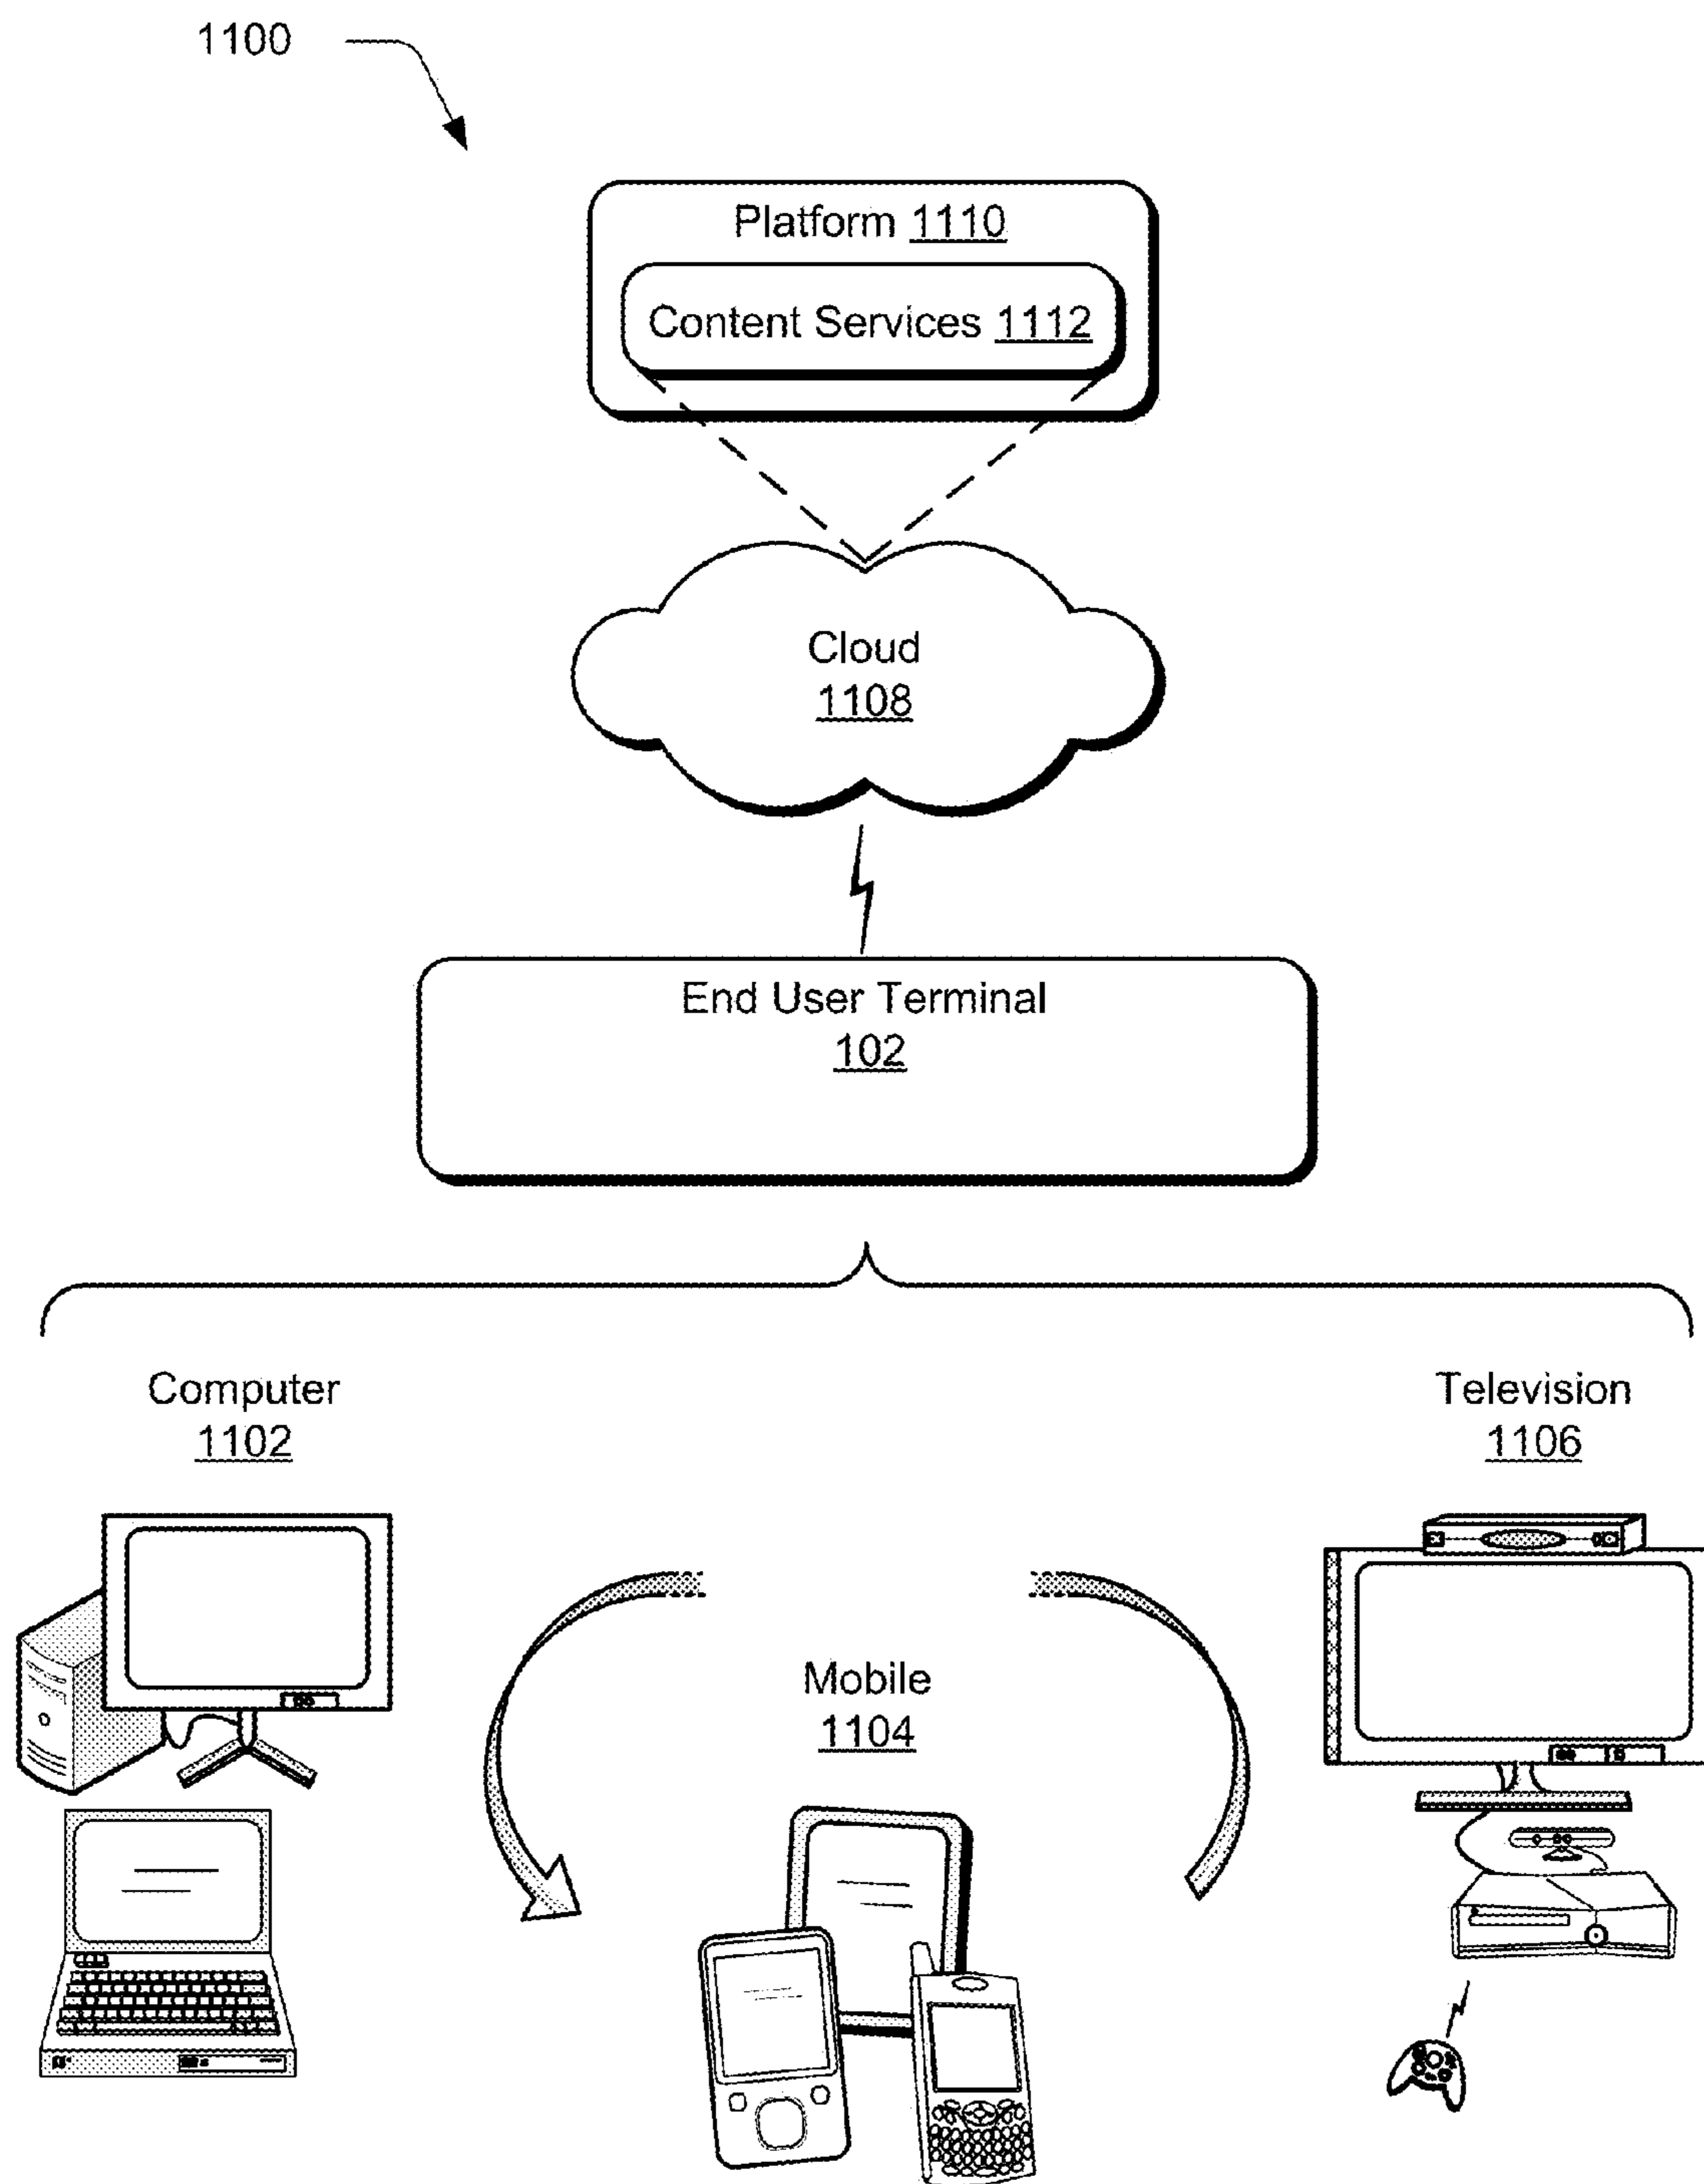 1100
Platform 1110
Content Services 1112
Cloud
1108
End User Terminal
102
Computer
1102
Television
1106
Mobile
1104